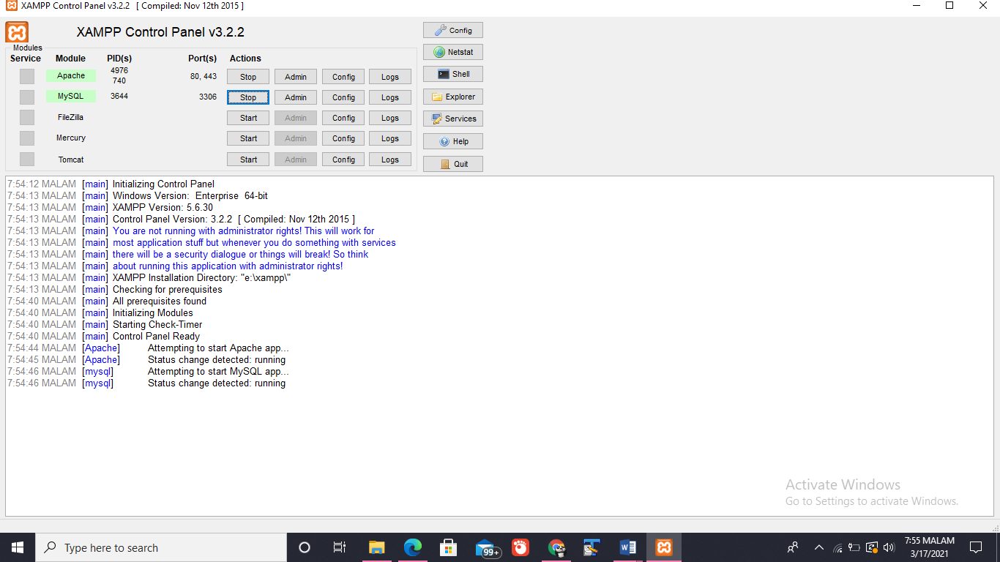 XAMPP Control Panel v3.2.2 [ Compiled: Nov 12th 2015 ]
XAMPP Control Panel v3.2.2
Modules
Service Module PID(s) Port(s) Actions
Apache 4976 740 80, 443 Stop Admin Config Logs
MySQL 3644 3306 Stop Admin Config Logs
FileZilla Start Admin Config Logs
Mercury Start Admin Config Logs
Tomcat Start Admin Config Logs
Config
Netstat
Shell
Explorer
Services
Help
Quit
7:54:12 MALAM [main] Initializing Control Panel
7:54:13 MALAM [main] Windows Version: Enterprise 64-bit
7:54:13 MALAM [main] XAMPP Version: 5.6.30
7:54:13 MALAM [main] Control Panel Version: 3.2.2 [ Compiled: Nov 12th 2015 ]
7:54:13 MALAM [main] You are not running with administrator rights! This will work for
7:54:13 MALAM [main] most application stuff but whenever you do something with services
7:54:13 MALAM [main] there will be a security dialogue or things will break! So think
7:54:13 MALAM [main] about running this application with administrator rights!
7:54:13 MALAM [main] XAMPP Installation Directory: "e:\xampp\"
7:54:13 MALAM [main] Checking for prerequisites
7:54:40 MALAM [main] All prerequisites found
7:54:40 MALAM [main] Initializing Modules
7:54:40 MALAM [main] Starting Check-Timer
7:54:40 MALAM [main] Control Panel Ready
7:54:44 MALAM [Apache] Attempting to start Apache app...
7:54:45 MALAM [Apache] Status change detected: running
7:54:46 MALAM [mysql] Attempting to start MySQL app...
7:54:46 MALAM [mysql] Status change detected: running
Activate Windows
Go to Settings to activate Windows.
Type here to search
99+
7:55 MALAM
3/17/2021